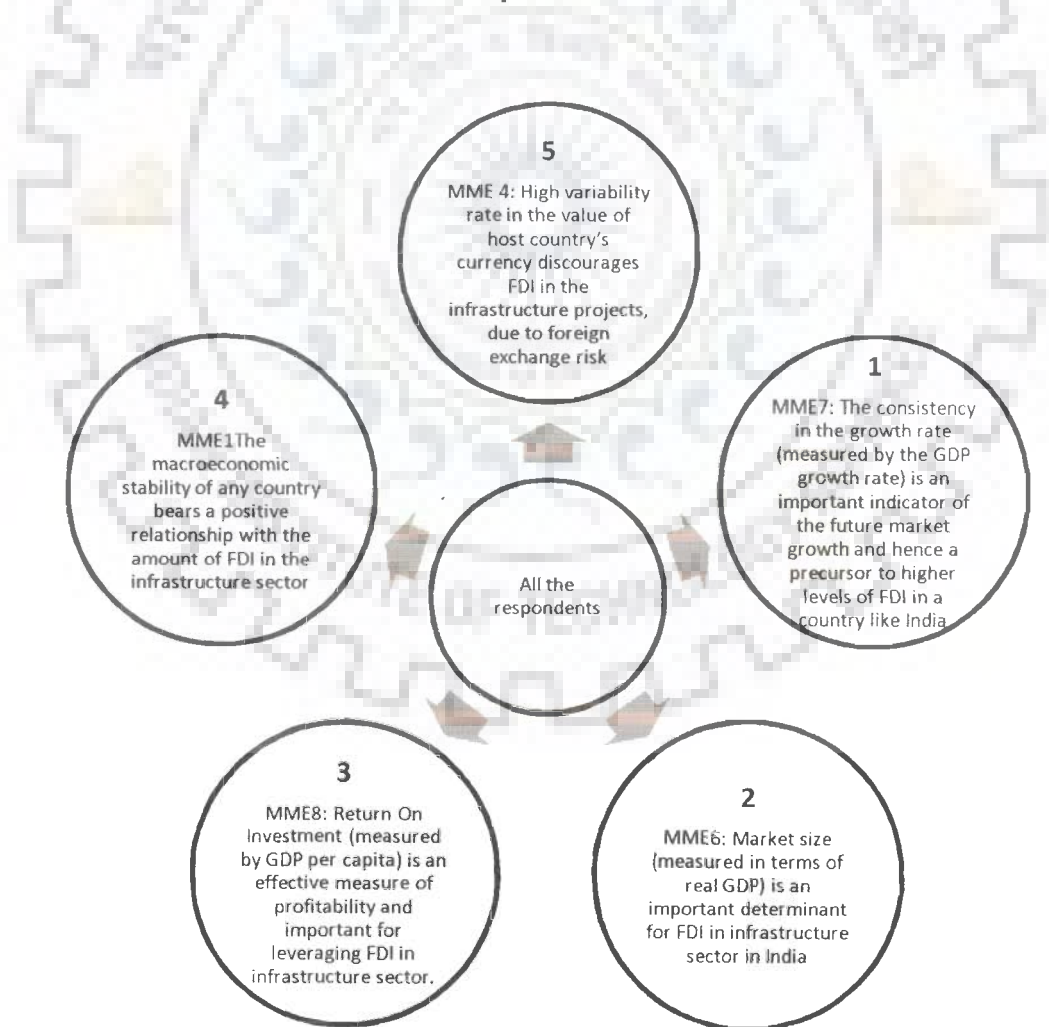 5
MME 4: High variability
rate in the value of
host country's
currency discourages
FDI in the
infrastructure projects,
due to foreign
exchange risk
4
MME1The
macroeconomic
stability of any country
bears a positive
relationship with the
amount of FDI in the
infrastructure sector
1
MME7: The consistency
in the growth rate
(measured by the GDP
growth rate) is an
important indicator of
the future market
growth and hence a
precursor to higher
levels of FDI in a
country like India
All the
respondents
3
MME8: Return On
Investment (measured
by GDP per capita) is an
effective measure of
profitability and
important for
leveraging FDI in
infrastructure sector.
2
MME6: Market size
(measured in terms of
real GDP) is an
important determinant
for FDI in infrastructure
sector in India